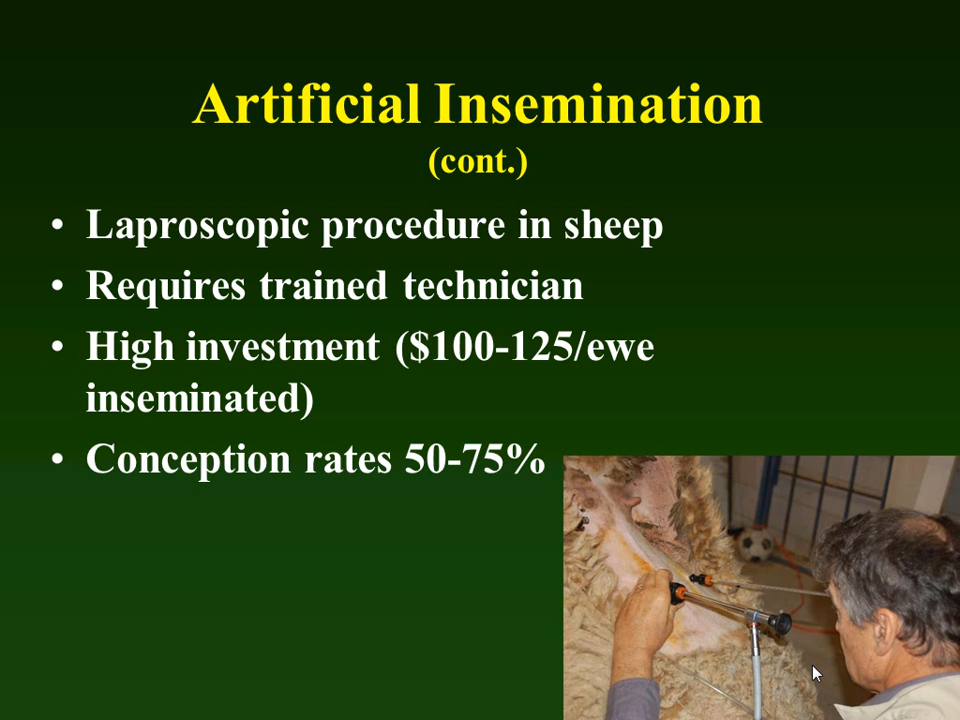 Artificial Insemination
(cont.)
• Laproscopic procedure in sheep
• Requires trained technician
• High investment ($100-125/ewe
inseminated)
• Conception rates 50-75%